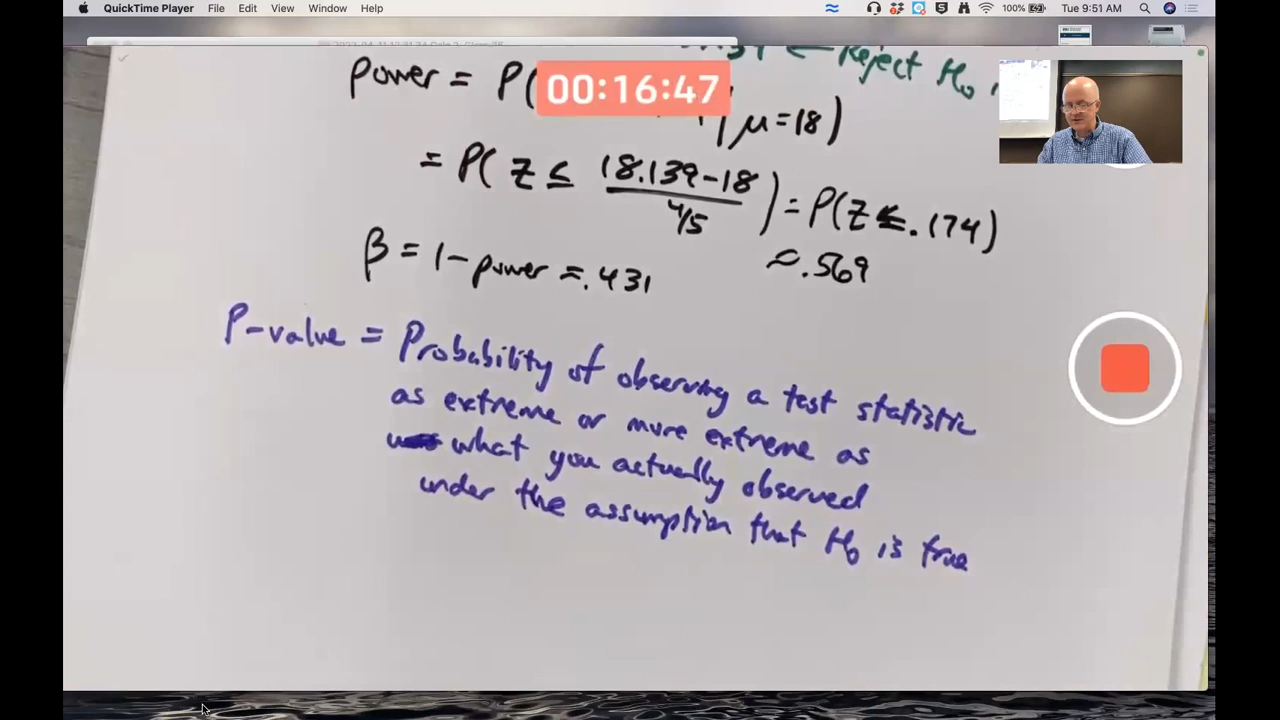 QuickTime Player File Edit View Window Help 100% Tue 9:51 AM
← Reject H₀
00:16:47
power = P( | μ=18)
= P( Z ≤ (18.139-18)/(4/5) ) = P(Z ≤ .174)
≈ .569
β = 1 - power = .431
P-value = Probability of observing a test statistic
as extreme or more extreme as
what you actually observed
under the assumption that H₀ is true